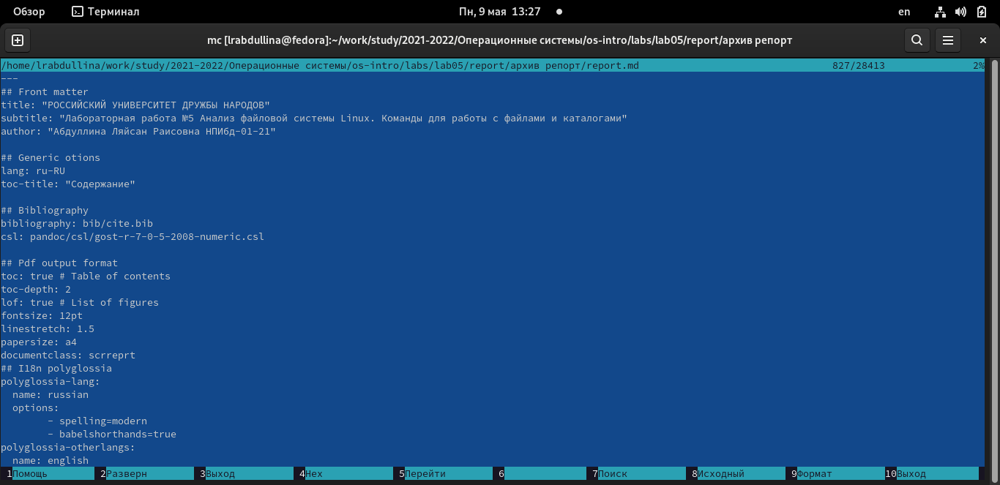 Обзор Терминал Пн, 9 мая 13:27 en
mc [lrabdullina@fedora]:~/work/study/2021-2022/Операционные системы/os-intro/labs/lab05/report/архив репорт
/home/lrabdullina/work/study/2021-2022/Операционные системы/os-intro/labs/lab05/report/архив репорт/report.md 827/28413 2%
---
## Front matter
title: "РОССИЙСКИЙ УНИВЕРСИТЕТ ДРУЖБЫ НАРОДОВ"
subtitle: "Лабораторная работа №5 Анализ файловой системы Linux. Команды для работы с файлами и каталогами"
author: "Абдуллина Ляйсан Раисовна НПИбд-01-21"
## Generic otions
lang: ru-RU
toc-title: "Содержание"
## Bibliography
bibliography: bib/cite.bib
csl: pandoc/csl/gost-r-7-0-5-2008-numeric.csl
## Pdf output format
toc: true # Table of contents
toc-depth: 2
lof: true # List of figures
fontsize: 12pt
linestretch: 1.5
papersize: a4
documentclass: scrreprt
## I18n polyglossia
polyglossia-lang:
  name: russian
  options:
        - spelling=modern
        - babelshorthands=true
polyglossia-otherlangs:
  name: english
1Помощь 2Разверн 3Выход 4Hex 5Перейти 6 7Поиск 8Исходный 9Формат 10Выход